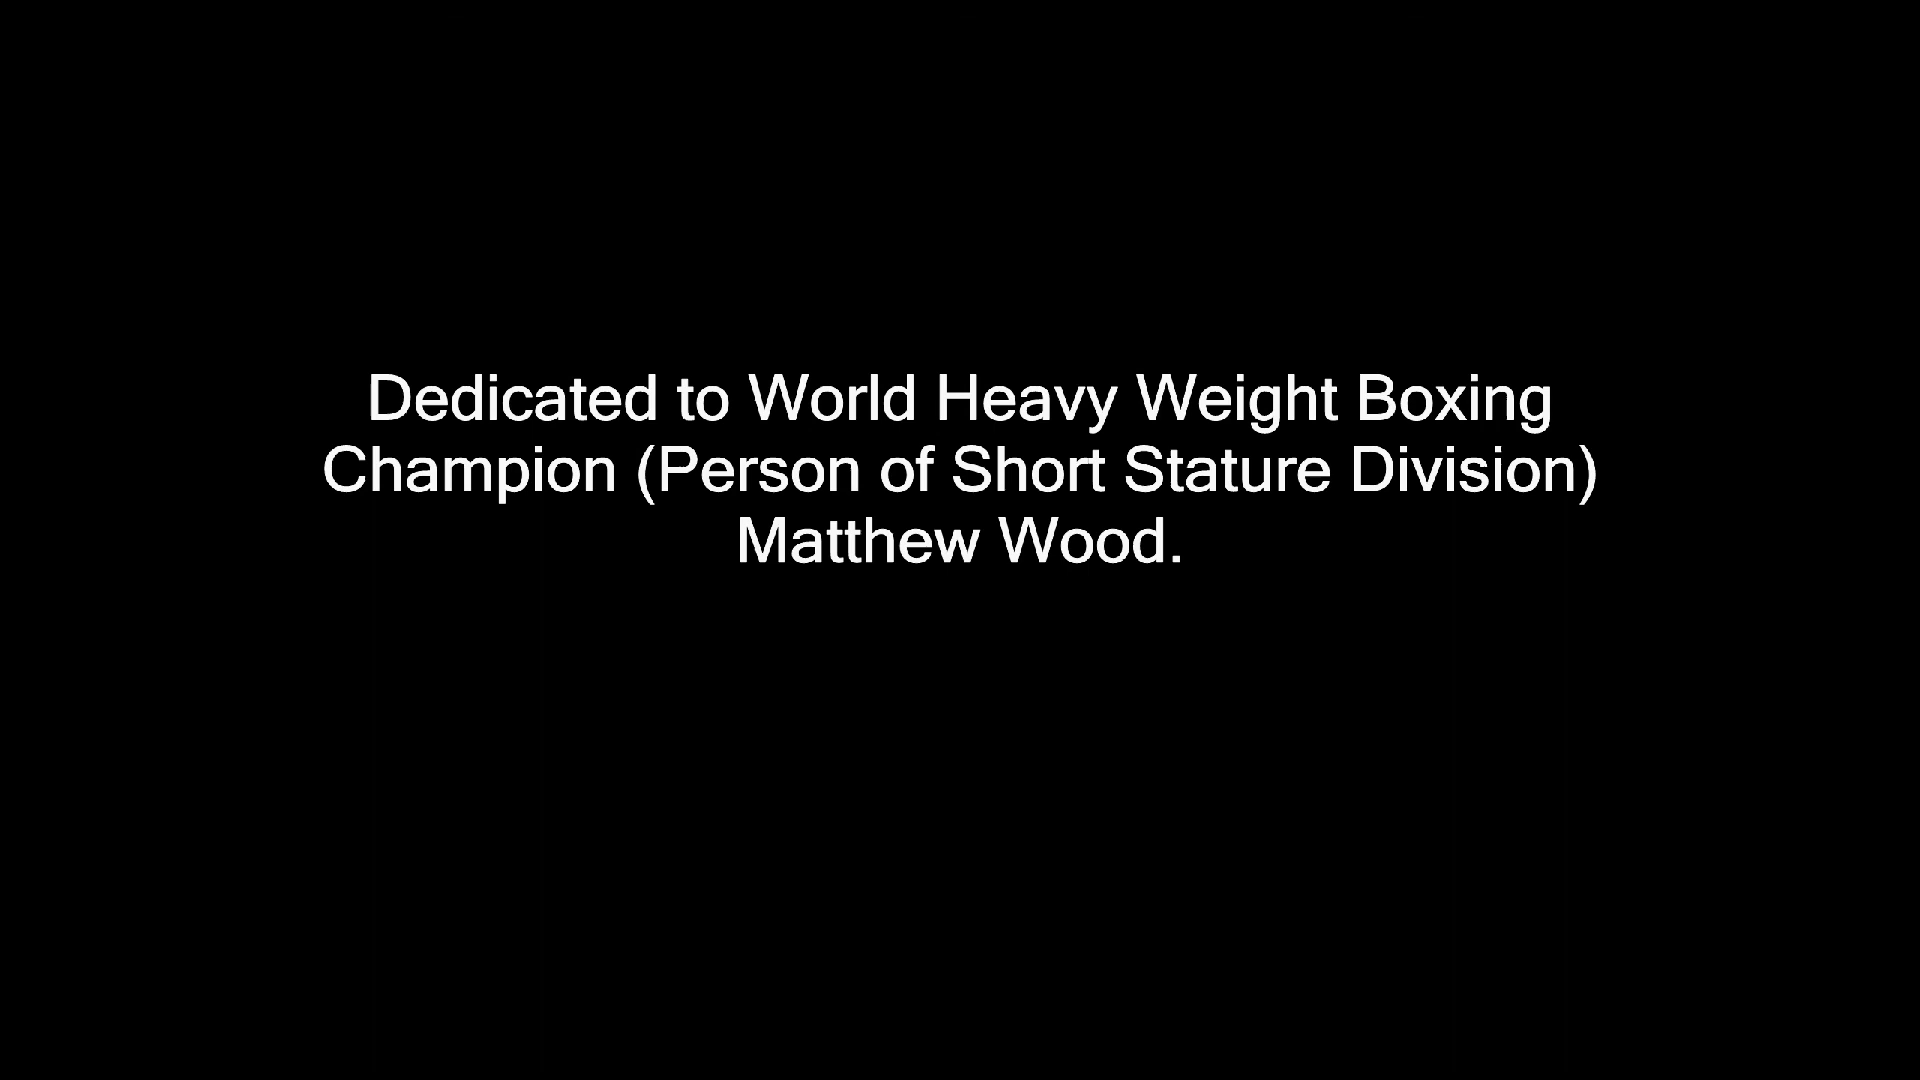 Dedicated to World Heavy Weight Boxing
Champion (Person of Short Stature Division)
Matthew Wood.